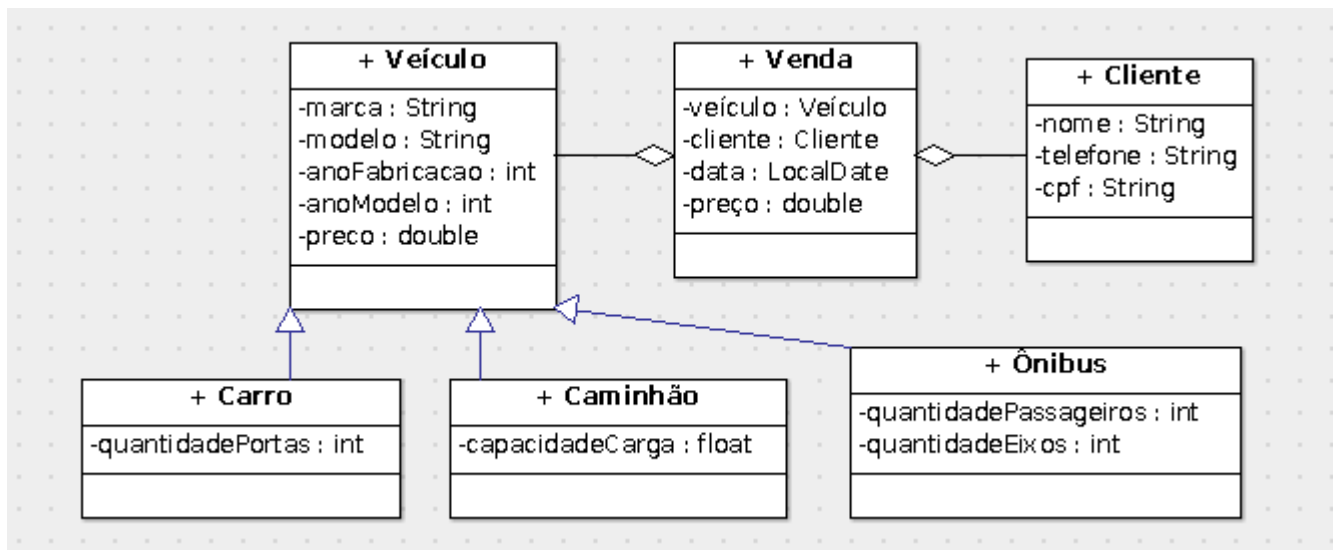 + Veículo
-marca : String
-modelo : String
-anoFabricacao : int
-anoModelo : int
-preco : double
+ Venda
-veículo : Veículo
-cliente : Cliente
-data : LocalDate
-preço : double
+ Cliente
-nome : String
-telefone : String
-cpf : String
+ Carro
-quantidadePortas : int
+ Caminhão
-capacidadeCarga : float
+ Ônibus
-quantidadePassageiros : int
-quantidadeEixos : int